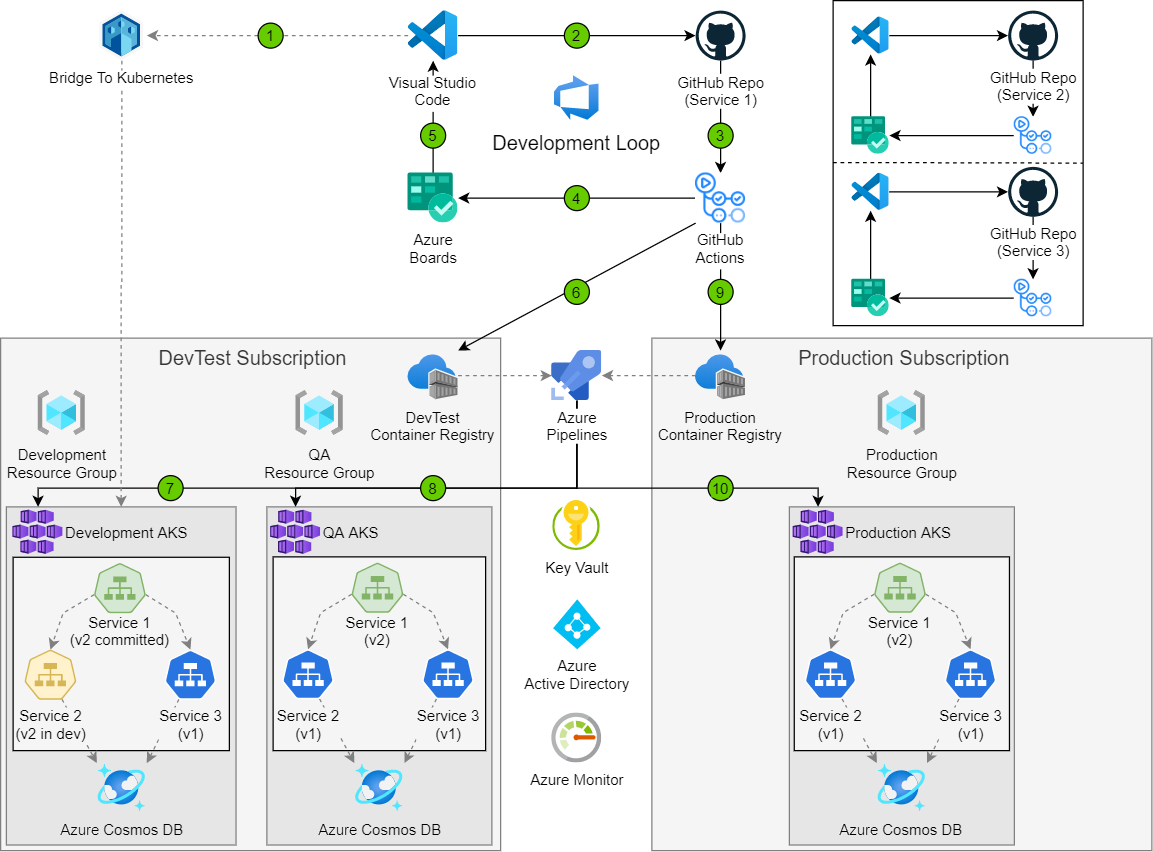 1
2
Bridge To Kubernetes
Visual Studio
Code
GitHub Repo
(Service 1)
Development Loop
5
3
4
Azure
Boards
GitHub
Actions
6
9
GitHub Repo
(Service 2)
GitHub Repo
(Service 3)
DevTest Subscription
Production Subscription
DevTest
Container Registry
Azure
Pipelines
Production
Container Registry
Development
Resource Group
QA
Resource Group
Production
Resource Group
7
8
10
Development AKS
QA AKS
Production AKS
Key Vault
Azure
Active Directory
Azure Monitor
Service 1
(v2 committed)
Service 2
(v2 in dev)
Service 3
(v1)
Azure Cosmos DB
Service 1
(v2)
Service 2
(v1)
Service 3
(v1)
Azure Cosmos DB
Service 1
(v2)
Service 2
(v1)
Service 3
(v1)
Azure Cosmos DB